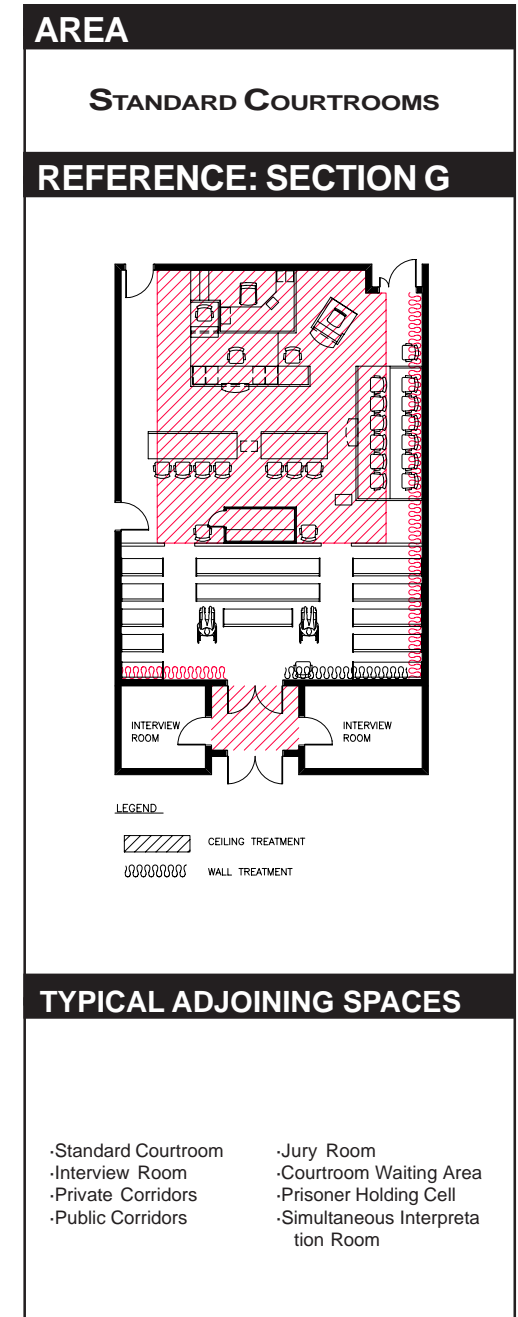 AREA
STANDARD COURTROOMS
REFERENCE: SECTION G
INTERVIEW
ROOM
INTERVIEW
ROOM
LEGEND
CEILING TREATMENT
WALL TREATMENT
TYPICAL ADJOINING SPACES
·Standard Courtroom
·Interview Room
·Private Corridors
·Public Corridors
·Jury Room
·Courtroom Waiting Area
·Prisoner Holding Cell
·Simultaneous Interpreta
tion Room